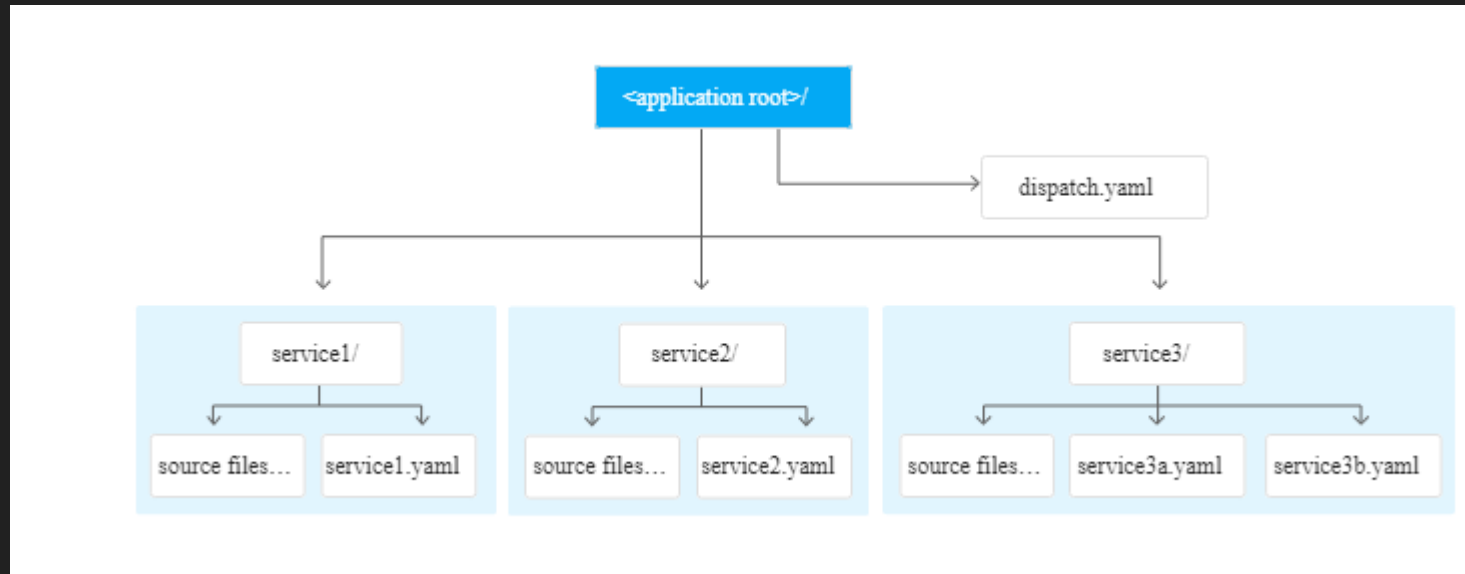 <application root>/
dispatch.yaml
service1/
service2/
service3/
source files...
service1.yaml
source files...
service2.yaml
source files...
service3a.yaml
service3b.yaml